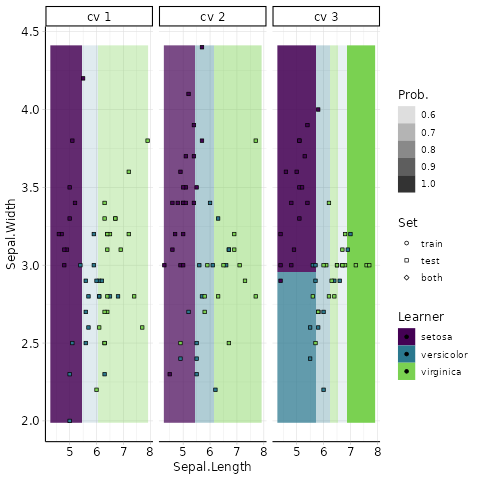 cv 1 cv 2 cv 3
4.5
4.0
3.5
3.0
2.5
2.0
Sepal.Width
5 6 7 8 5 6 7 8 5 6 7 8
Sepal.Length
Prob.
0.6
0.7
0.8
0.9
1.0
Set
train
test
both
Learner
setosa
versicolor
virginica